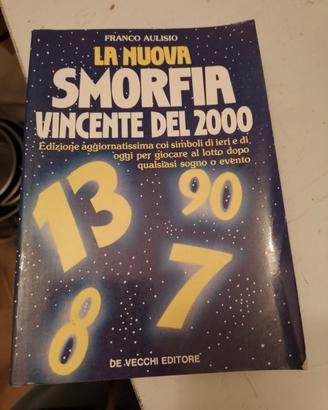 FRANCO AULISIO
LA NUOVA
SMORFIA
VINCENTE DEL 2000
Edizione aggiornatissima coi simboli di ieri e di
oggi per giocare al lotto dopo
qualsiasi sogno o evento
13
90
8
7
DE VECCHI EDITORE